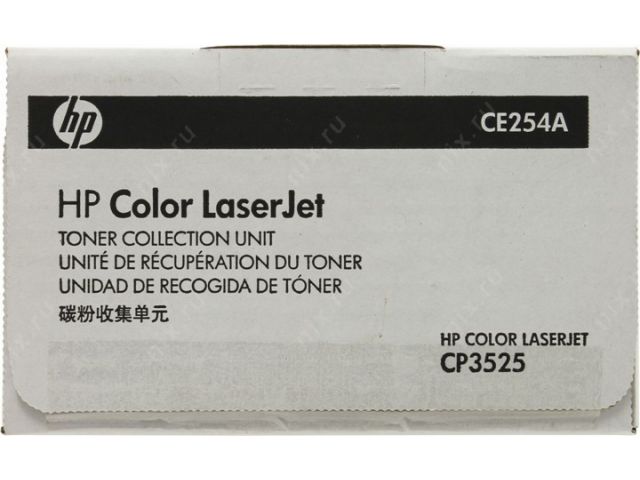 hp
CE254A
HP Color LaserJet
TONER COLLECTION UNIT
UNITÉ DE RÉCUPÉRATION DU TONER
UNIDAD DE RECOGIDA DE TÓNER
碳粉收集单元
HP COLOR LASERJET
CP3525